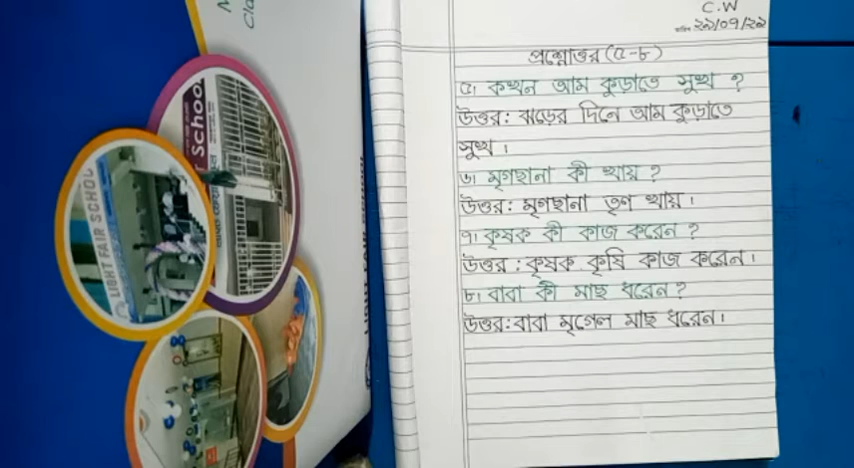 C.W
২৯/০৭/২১
প্রশ্নোত্তর (৫-৮)
৫। কখন আম কুড়াতে সুখ ?
উত্তর: ঝড়ের দিনে আম কুড়াতে
সুখ ।
৬। মৃগছানা কী খায় ?
উত্তর: মৃগছানা তৃণ খায় ।
৭। কৃষক কী কাজ করেন ?
উত্তর : কৃষক কৃষি কাজ করেন ।
৮। বাবা কী মাছ ধরেন ?
উত্তর: বাবা মৃগেল মাছ ধরেন ।
School
LIGHT FAIR SCHOOL